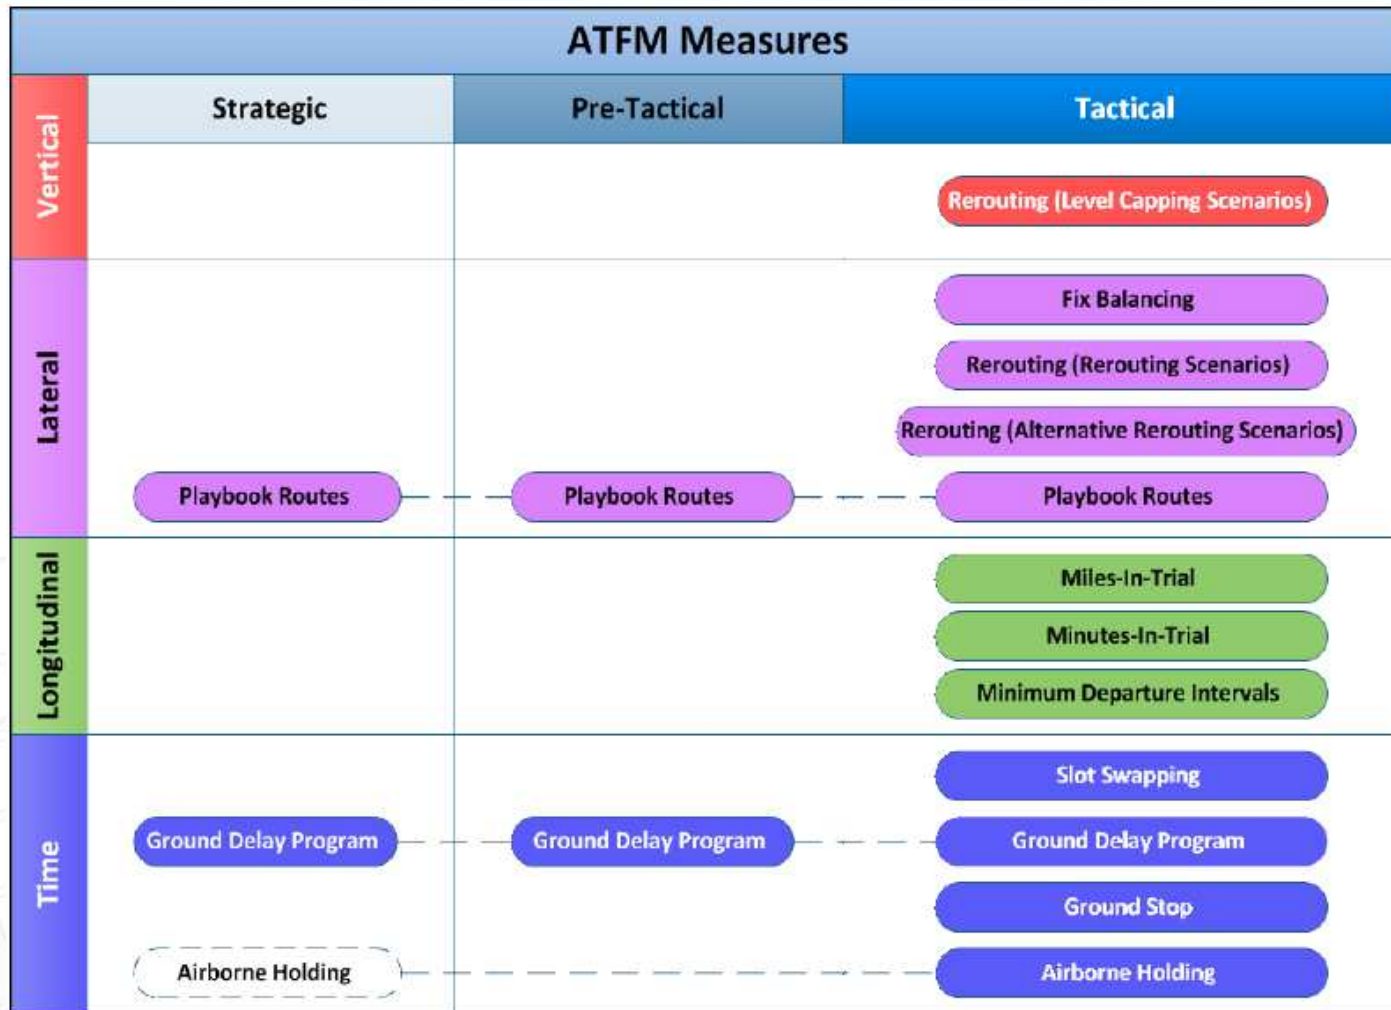 ATFM Measures
Strategic
Pre-Tactical
Tactical
Vertical
Rerouting (Level Capping Scenarios)
Lateral
Fix Balancing
Rerouting (Rerouting Scenarios)
Rerouting (Alternative Rerouting Scenarios)
Playbook Routes
Playbook Routes
Playbook Routes
Longitudinal
Miles-In-Trial
Minutes-In-Trial
Minimum Departure Intervals
Time
Slot Swapping
Ground Delay Program
Ground Delay Program
Ground Delay Program
Ground Stop
Airborne Holding
Airborne Holding